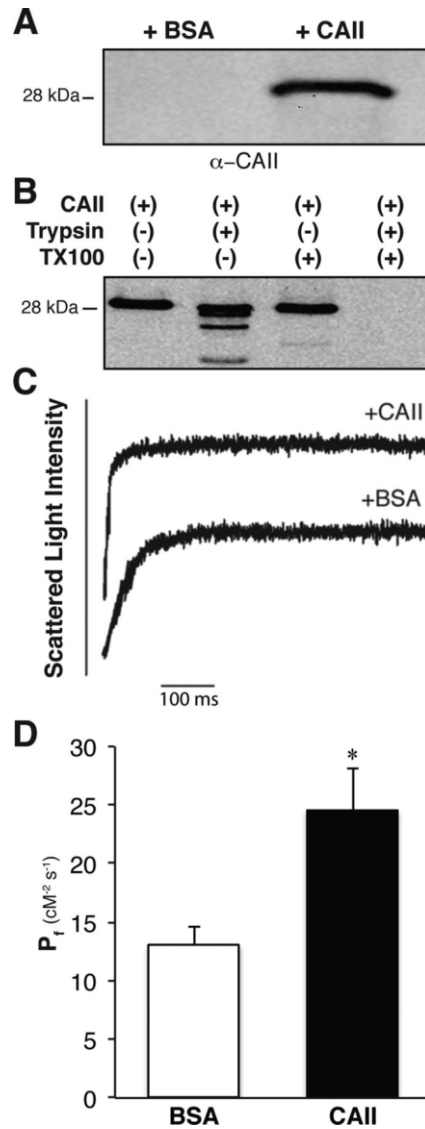 A
+ BSA + CAII
28 kDa
α-CAII
B
CAII (+) (+) (+) (+)
Trypsin (-) (+) (-) (+)
TX100 (-) (-) (+) (+)
28 kDa
C
Scattered Light Intensity
+CAII
+BSA
100 ms
D
P_f (cM⁻² s⁻¹)
30
25
20
15
10
5
0
*
BSA CAII